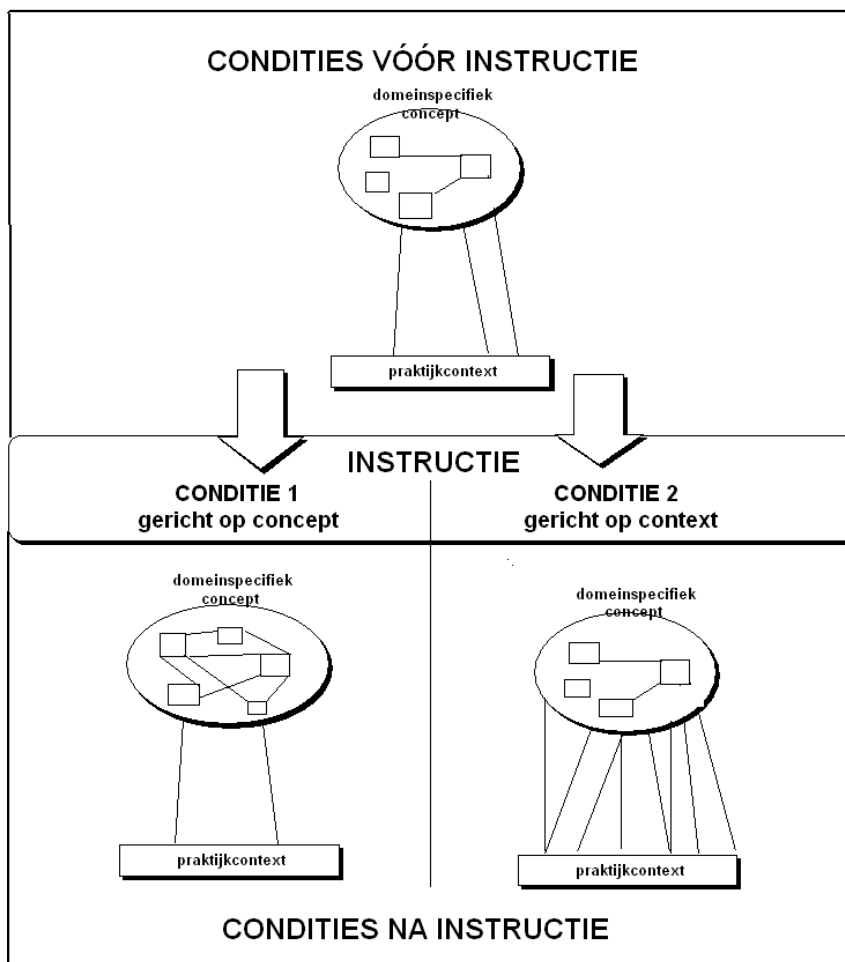 CONDITIES VÓÓR INSTRUCTIE
domeinspecifiek
concept
praktijkcontext
INSTRUCTIE
CONDITIE 1
gericht op concept
CONDITIE 2
gericht op context
domeinspecifiek
concept
praktijkcontext
domeinspecifiek
concept
praktijkcontext
CONDITIES NA INSTRUCTIE